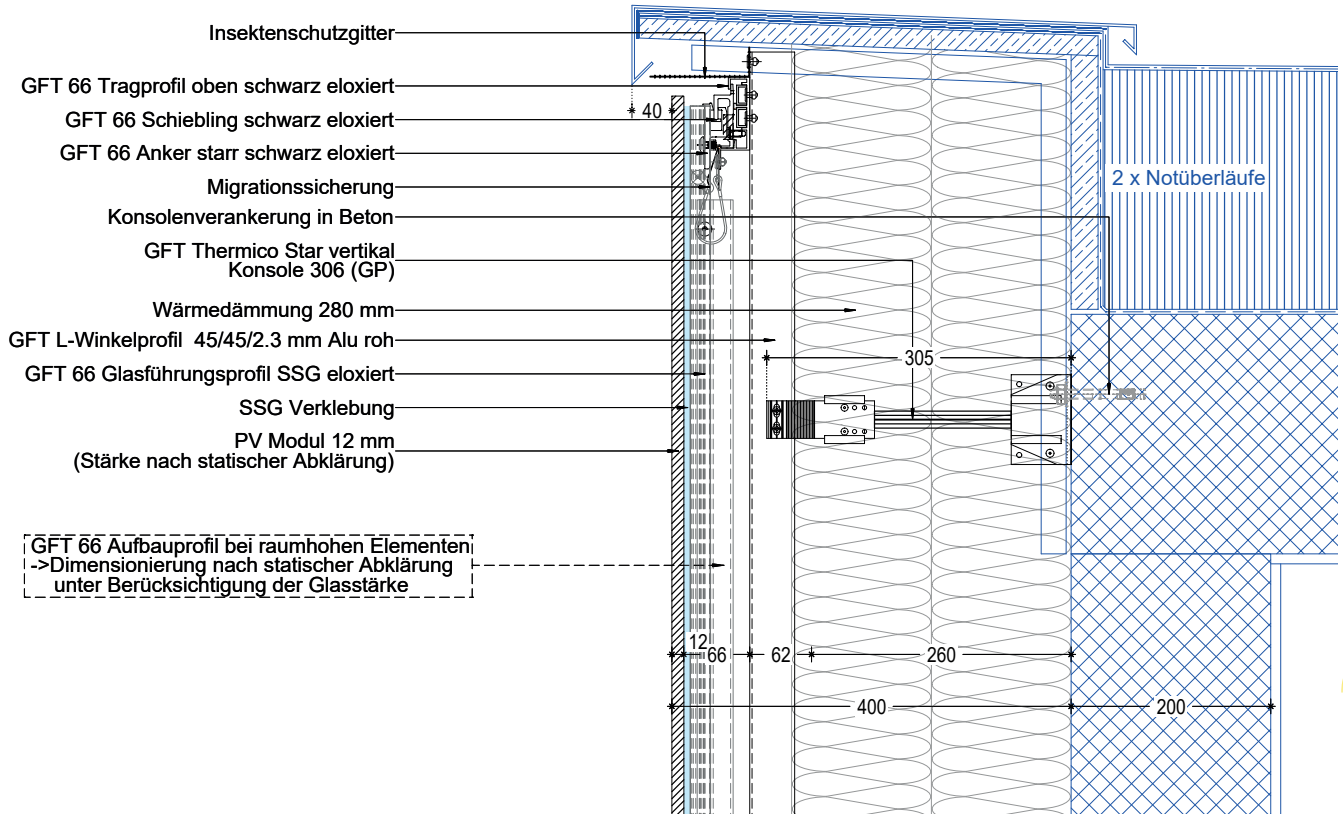 Insektenschutzgitter
GFT 66 Tragprofil oben schwarz eloxiert
40
GFT 66 Schiebling schwarz eloxiert
GFT 66 Anker starr schwarz eloxiert
Migrationssicherung
2 x Notüberläufe
Konsolenverankerung in Beton
GFT Thermico Star vertikal
Konsole 306 (GP)
Wärmedämmung 280 mm
GFT L-Winkelprofil 45/45/2.3 mm Alu roh
305
GFT 66 Glasführungsprofil SSG eloxiert
SSG Verklebung
PV Modul 12 mm
(Stärke nach statischer Abklärung)
GFT 66 Aufbauprofil bei raumhohen Elementen
->Dimensionierung nach statischer Abklärung
unter Berücksichtigung der Glasstärke
12
66 62 260
400 200